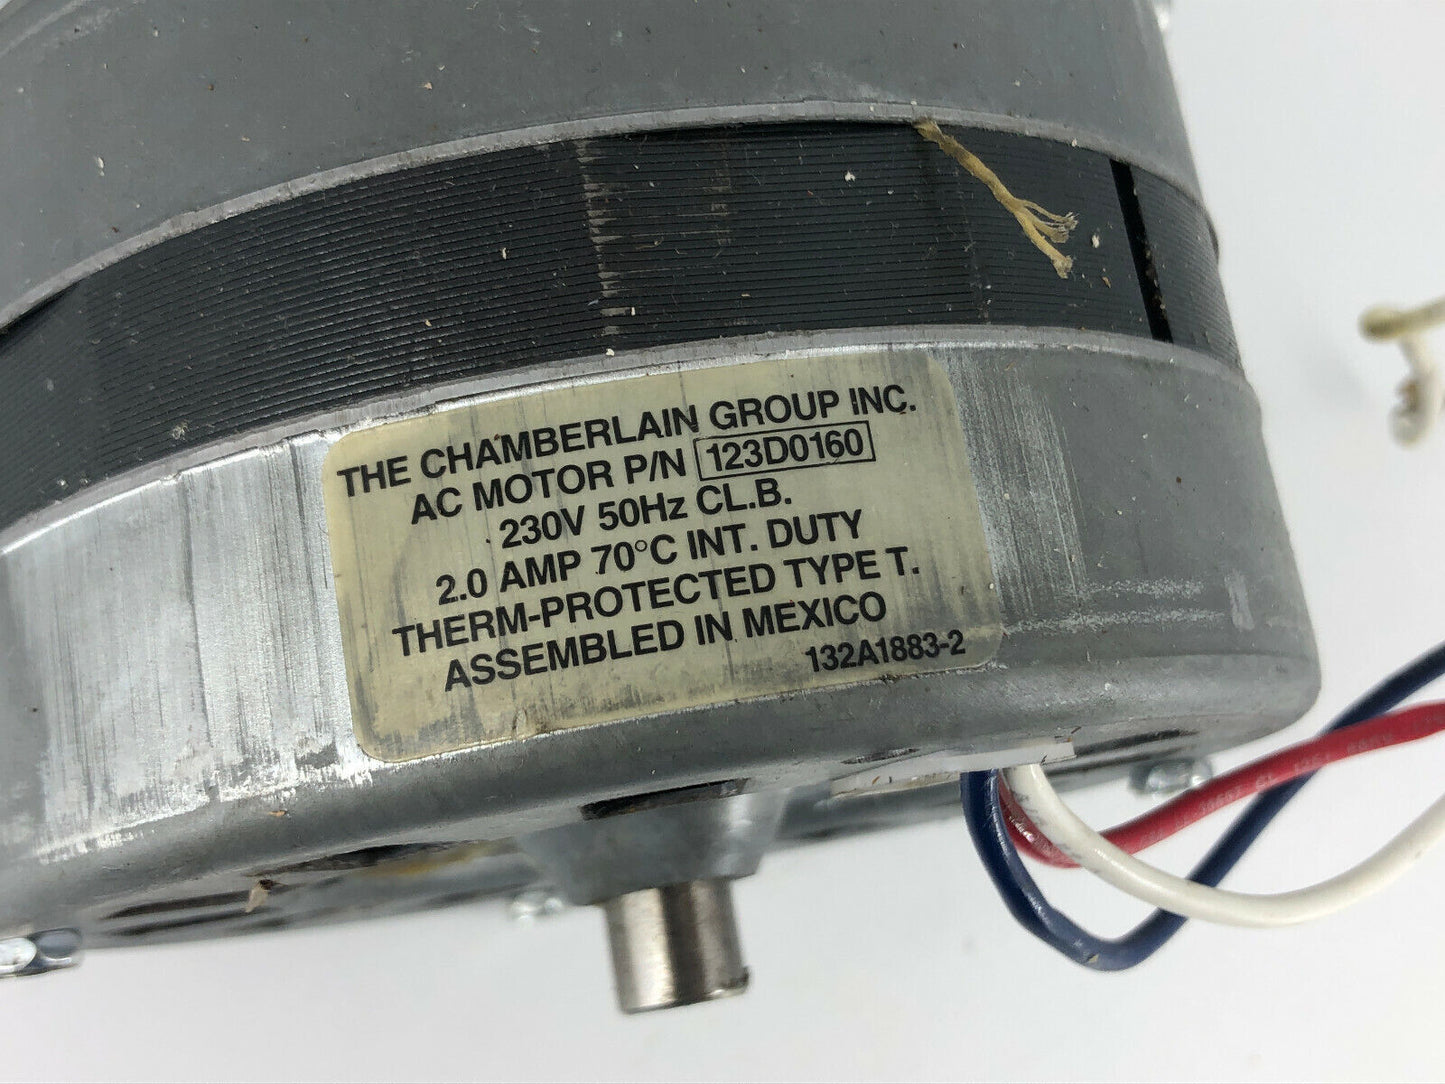 THE CHAMBERLAIN GROUP INC.
AC MOTOR P/N 123D0160
230V 50Hz CL.B.
2.0 AMP 70°C INT. DUTY
THERM-PROTECTED TYPE T.
ASSEMBLED IN MEXICO
132A1883-2